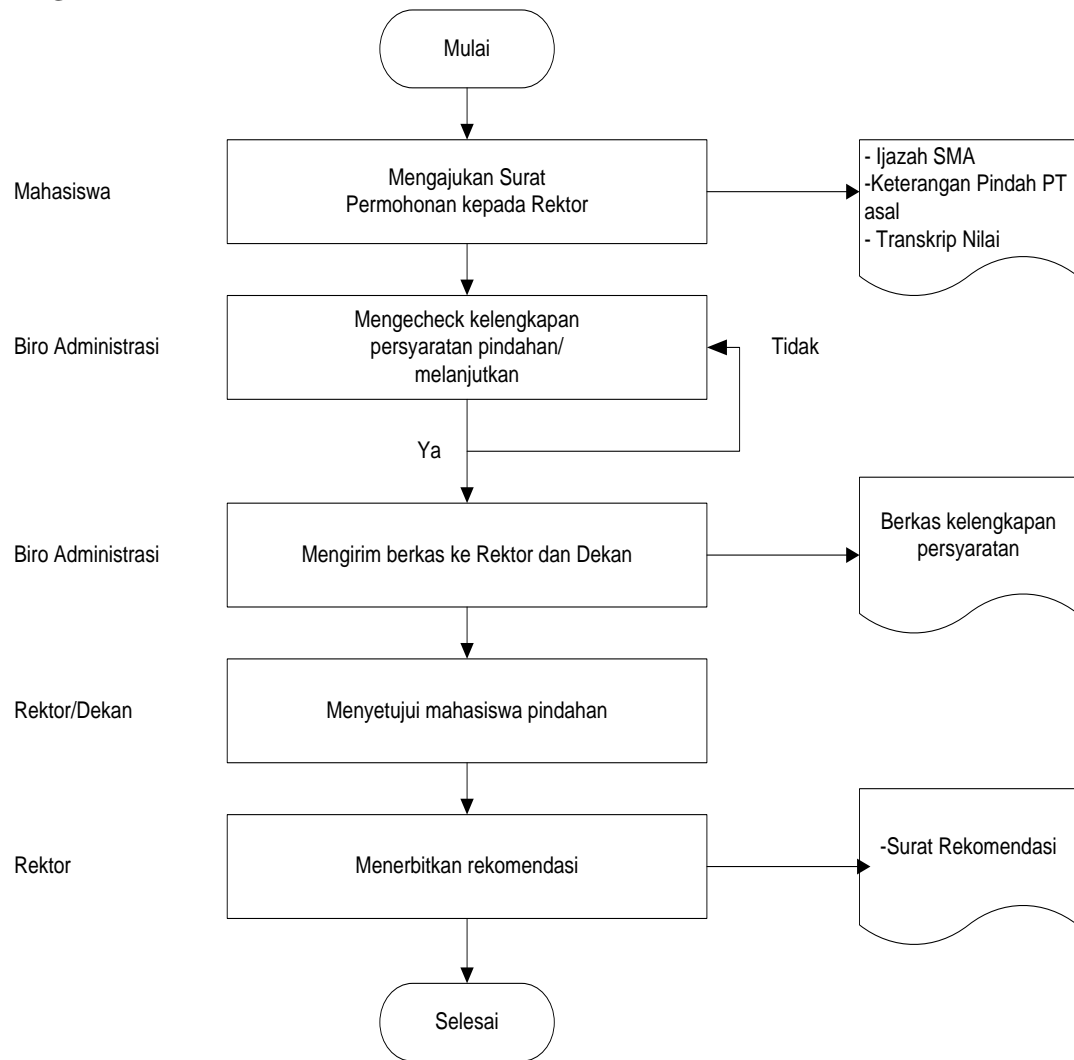 Mulai
Mahasiswa
Mengajukan Surat
Permohonan kepada Rektor
- Ijazah SMA
-Keterangan Pindah PT
asal
- Transkrip Nilai
Biro Administrasi
Mengecheck kelengkapan
persyaratan pindahan/
melanjutkan
Tidak
Ya
Biro Administrasi
Mengirim berkas ke Rektor dan Dekan
Berkas kelengkapan
persyaratan
Rektor/Dekan
Menyetujui mahasiswa pindahan
Rektor
Menerbitkan rekomendasi
-Surat Rekomendasi
Selesai